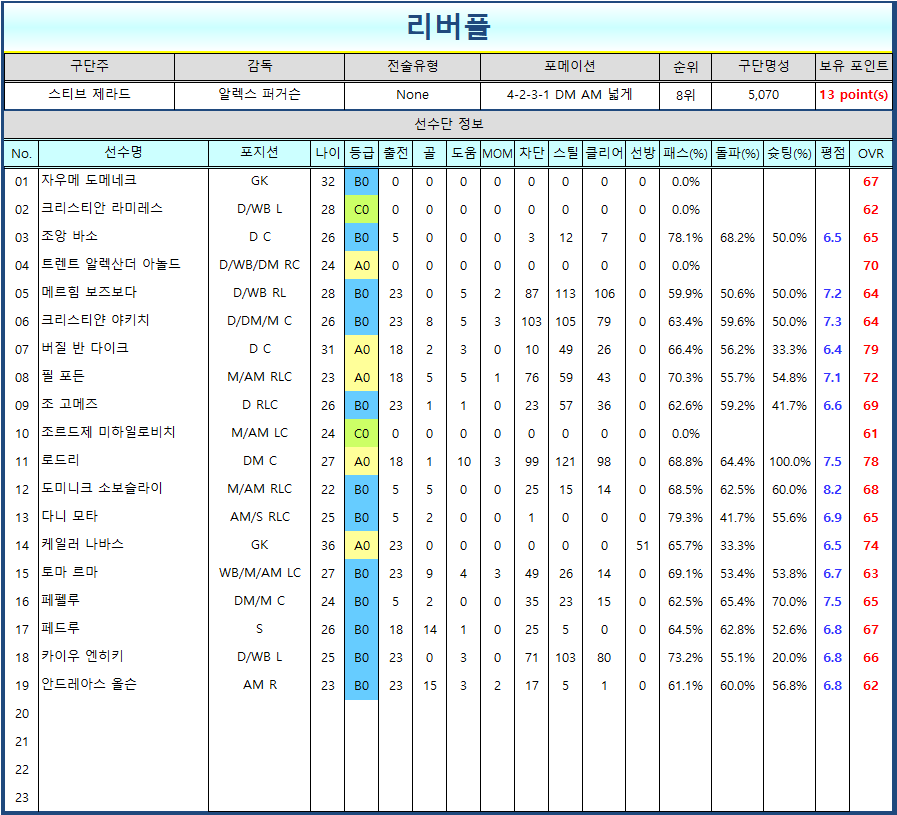 리버플
구단주 감독 전술유형 포메이션 순위 구단명성 보유 포인트
스티브 제라드 알렉스 퍼거슨 None 4-2-3-1 DM AM 넓게 8위 5,070 13 point(s)
선수단 정보
No. 선수명 포지션 나이 등급 출전 골 도움 MOM 차단 스틸 클리어 선방 패스(%) 돌파(%) 슛팅(%) 평점 OVR
01 자우메 도메네크 GK 32 B0 0 0 0 0 0 0 0 0 0.0% 67
02 크리스티안 라미레스 D/WB L 28 C0 0 0 0 0 0 0 0 0 0.0% 62
03 조앙 바소 D C 26 B0 5 0 0 0 3 12 7 0 78.1% 68.2% 50.0% 6.5 65
04 트렌트 알렉산더 아놀드 D/WB/DM RC 24 A0 0 0 0 0 0 0 0 0 0.0% 70
05 메르힘 보즈보다 D/WB RL 28 B0 23 0 5 2 87 113 106 0 59.9% 50.6% 50.0% 7.2 64
06 크리스티얀 야키치 D/DM/M C 26 B0 23 8 5 3 103 105 79 0 63.4% 59.6% 50.0% 7.3 64
07 버질 반 다이크 D C 31 A0 18 2 3 0 10 49 26 0 66.4% 56.2% 33.3% 6.4 79
08 필 포든 M/AM RLC 23 A0 18 5 5 1 76 59 43 0 70.3% 55.7% 54.8% 7.1 72
09 조 고메즈 D RLC 26 B0 23 1 1 0 23 57 36 0 62.6% 59.2% 41.7% 6.6 69
10 조르드제 미하일로비치 M/AM LC 24 C0 0 0 0 0 0 0 0 0 0.0% 61
11 로드리 DM C 27 A0 18 1 10 3 99 121 98 0 68.8% 64.4% 100.0% 7.5 78
12 도미니크 소보슬라이 M/AM RLC 22 B0 5 5 0 0 25 15 14 0 68.5% 62.5% 60.0% 8.2 68
13 다니 모타 AM/S RLC 25 B0 5 2 0 0 1 0 0 0 79.3% 41.7% 55.6% 6.9 65
14 케일러 나바스 GK 36 A0 23 0 0 0 0 0 0 51 65.7% 33.3% 6.5 74
15 토마 르마 WB/M/AM LC 27 B0 23 9 4 3 49 26 14 0 69.1% 53.4% 53.8% 6.7 63
16 페펠루 DM/M C 24 B0 5 2 0 0 35 23 15 0 62.5% 65.4% 70.0% 7.5 65
17 페드루 S 26 B0 18 14 1 0 25 5 0 0 64.5% 62.8% 52.6% 6.8 67
18 카이우 엔히키 D/WB L 25 B0 23 0 3 0 71 103 80 0 73.2% 55.1% 20.0% 6.8 66
19 안드레아스 올슨 AM R 23 B0 23 15 3 2 17 5 1 0 61.1% 60.0% 56.8% 6.8 62
20
21
22
23